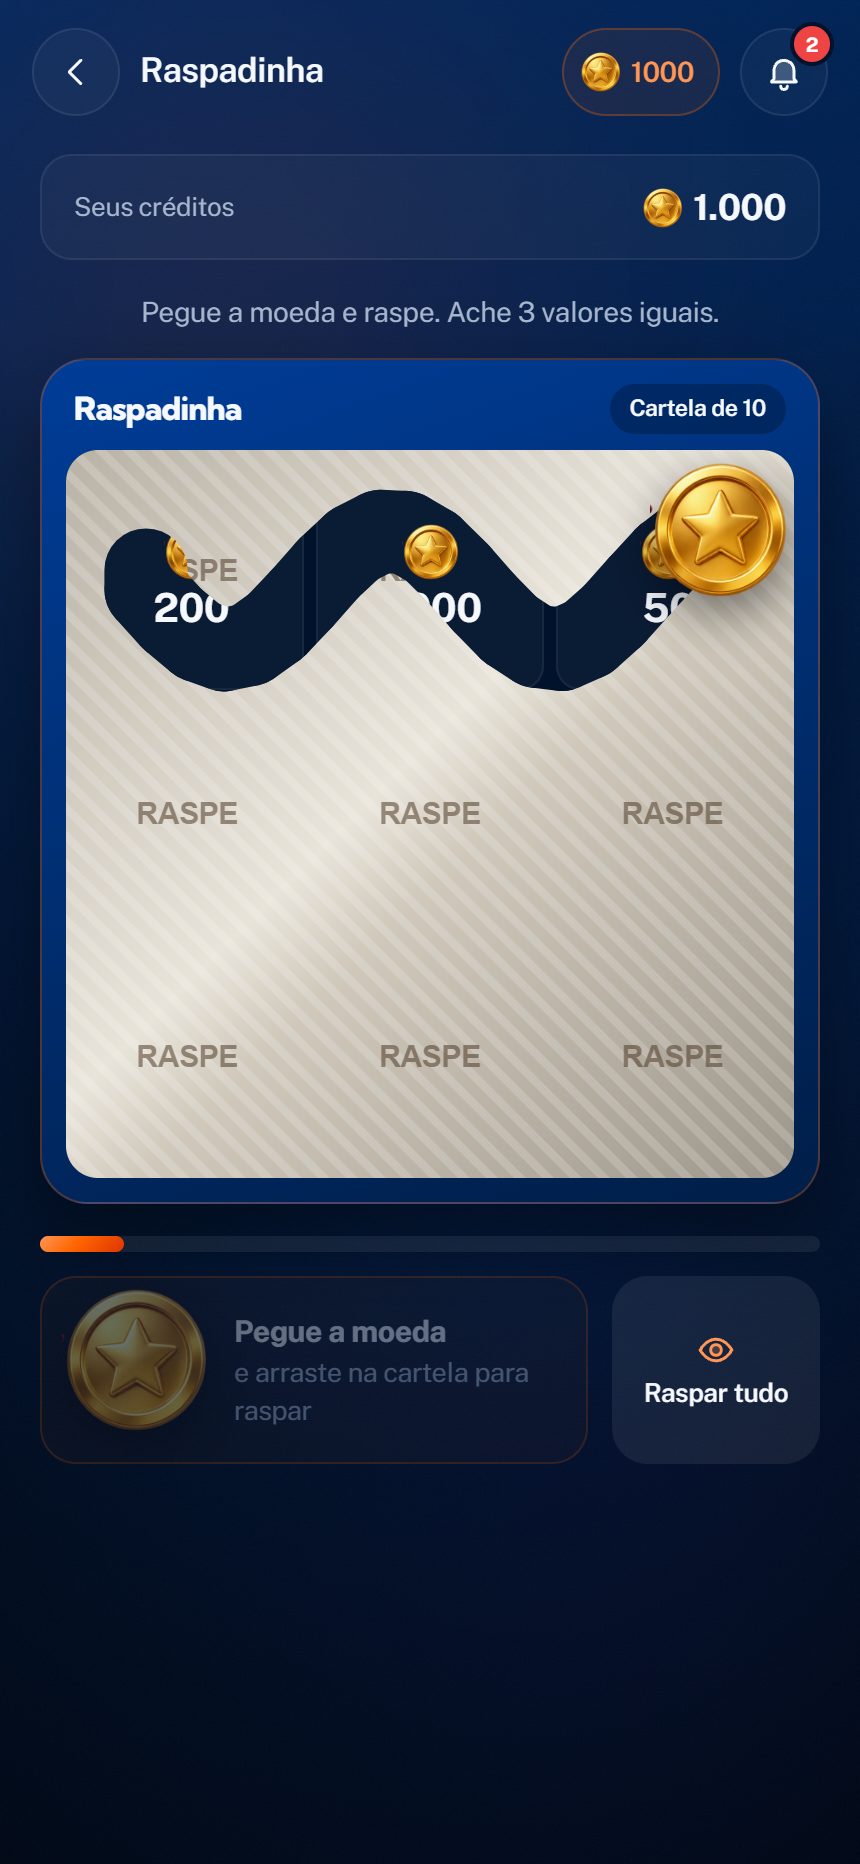 Raspadinha
1000
2
Seus créditos
1.000
Pegue a moeda e raspe. Ache 3 valores iguais.
Raspadinha
Cartela de 10
200
RASPE RASPE RASPE
RASPE RASPE RASPE
Pegue a moeda
e arraste na cartela para
raspar
Raspar tudo